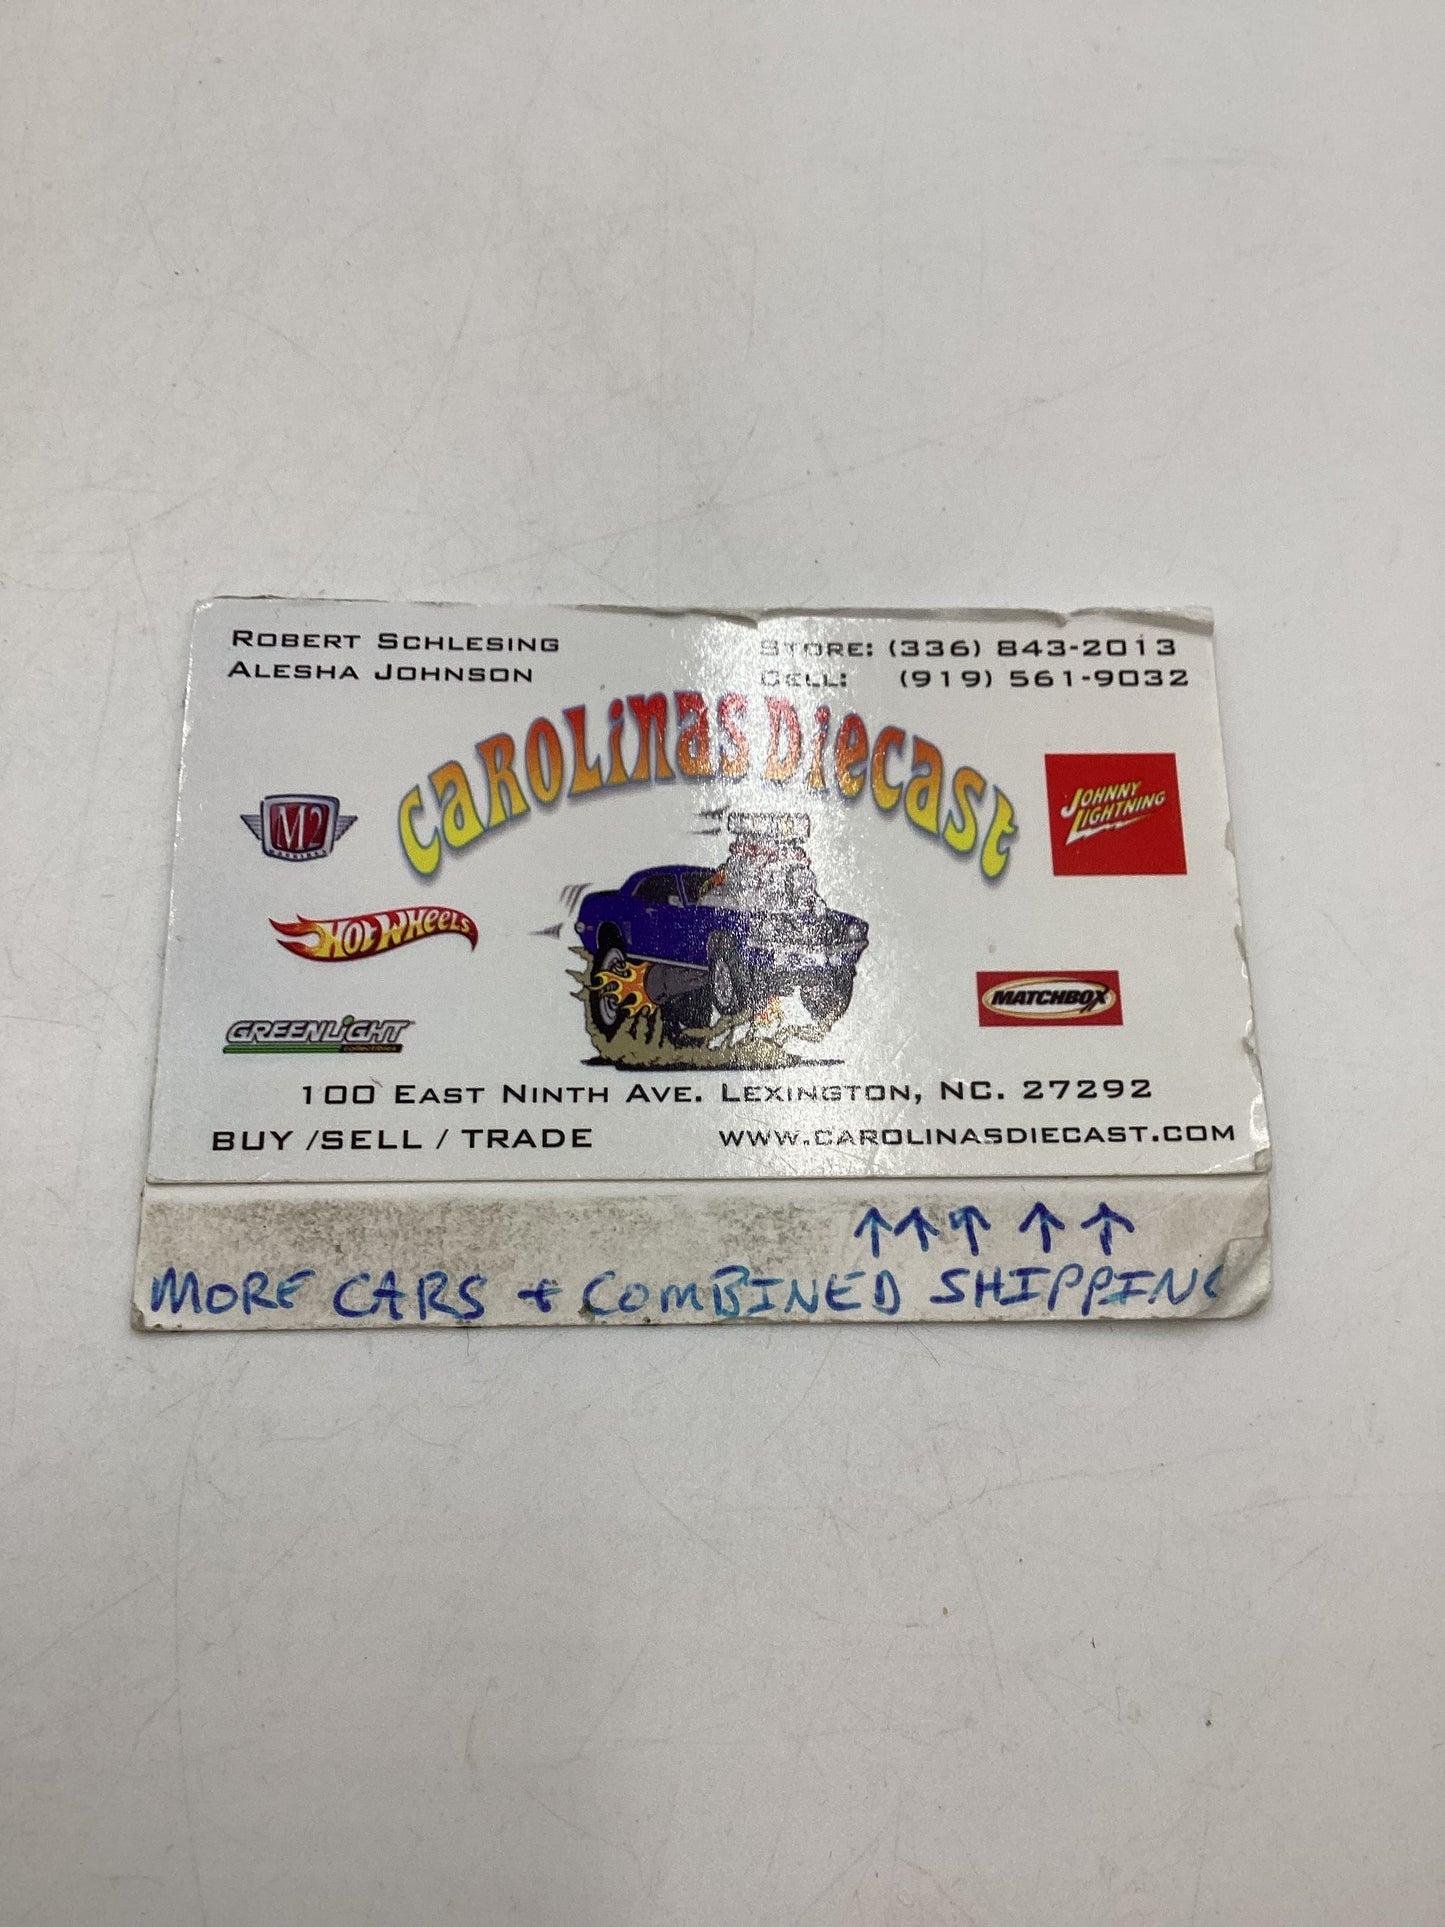 ROBERT SCHLESING
ALESHA JOHNSON
STORE: (336) 843-2013
CELL: (919) 561-9032
CAROLINAS DIECAST
M2
MACHINES
JOHNNY
LIGHTNING
HOT WHEELS
MATCHBOX
GREENLIGHT
collectibles
100 EAST NINTH AVE. LEXINGTON, NC. 27292
BUY /SELL / TRADE
WWW.CAROLINASDIECAST.COM
↑↑↑↑↑
MORE CARS + COMBINED SHIPPING